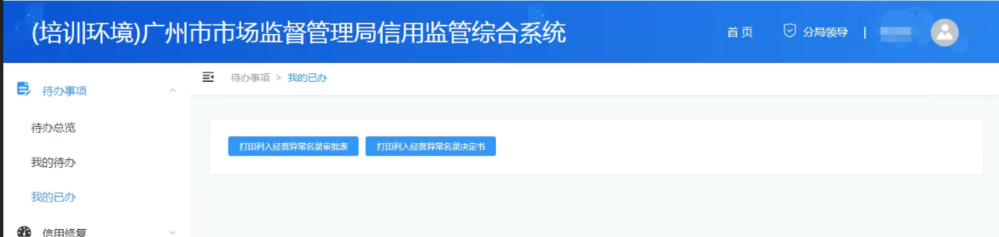 (培训环境)广州市市场监督管理局信用监管综合系统
首页 分局领导 |
待办事项
待办事项 > 我的已办
待办总览
我的待办
我的已办
信用修复
打印列入经营异常名录审批表 打印列入经营异常名录决定书